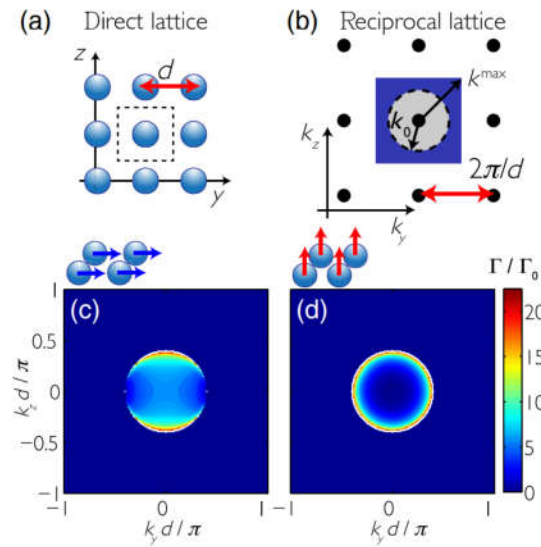 (a) Direct lattice
z
d
y
(b) Reciprocal lattice
k^max
k_0
k_z
2π/d
k_y
Γ / Γ_0
(c)
1
0.5
0
-0.5
-1
k_z d / π
-1
0
1
k_y d / π
(d)
-1
0
1
k_y d / π
20
15
10
5
0